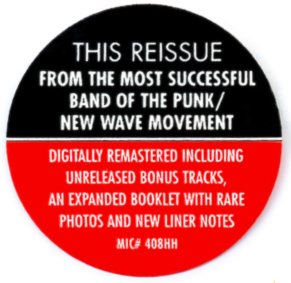 THIS REISSUE
FROM THE MOST SUCCESSFUL
BAND OF THE PUNK/
NEW WAVE MOVEMENT
DIGITALLY REMASTERED INCLUDING
UNRELEASED BONUS TRACKS,
AN EXPANDED BOOKLET WITH RARE
PHOTOS AND NEW LINER NOTES
MIC# 408HH